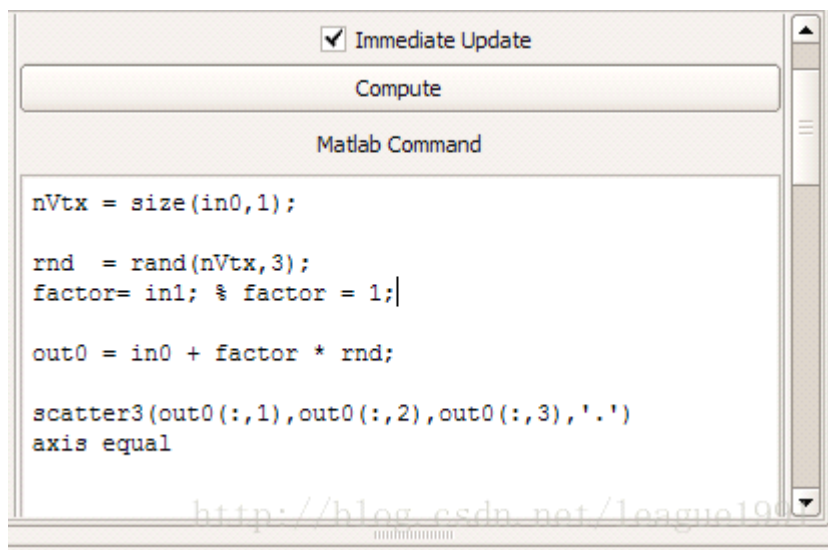 Immediate Update
Compute
Matlab Command
nVtx = size(in0,1);
rnd  = rand(nVtx,3);
factor= in1; % factor = 1;
out0 = in0 + factor * rnd;
scatter3(out0(:,1),out0(:,2),out0(:,3),'.')
axis equal
http://blog.csdn.net/league1991